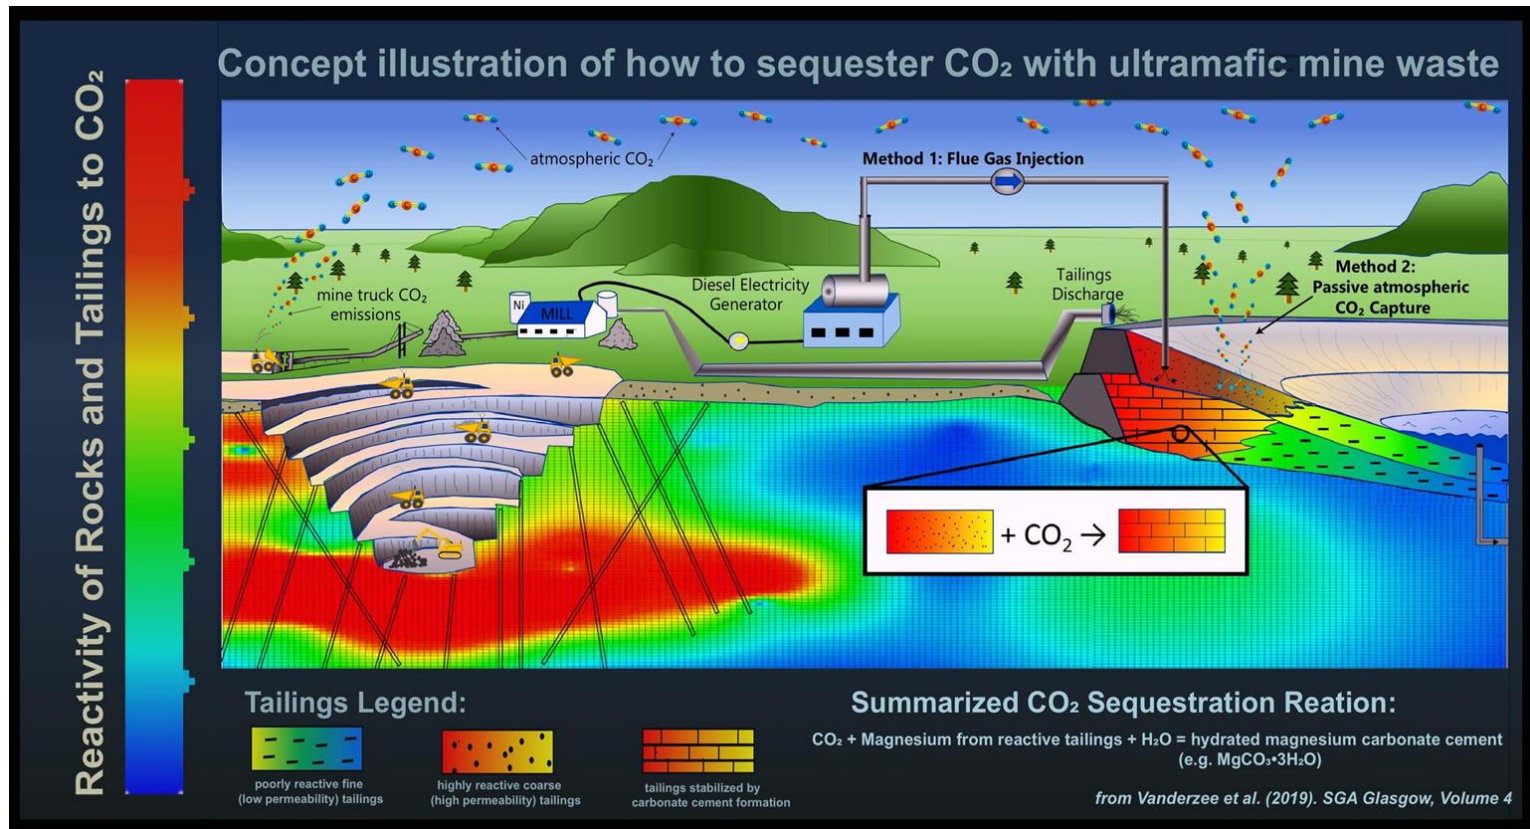 Concept illustration of how to sequester CO₂ with ultramafic mine waste
Reactivity of Rocks and Tailings to CO₂
atmospheric CO₂
Method 1: Flue Gas Injection
mine truck CO₂
emissions
Ni
MILL
Diesel Electricity
Generator
Tailings
Discharge
Method 2:
Passive atmospheric
CO₂ Capture
+ CO₂ →
Tailings Legend:
poorly reactive fine
(low permeability) tailings
highly reactive coarse
(high permeability) tailings
tailings stabilized by
carbonate cement formation
Summarized CO₂ Sequestration Reation:
CO₂ + Magnesium from reactive tailings + H₂O = hydrated magnesium carbonate cement
(e.g. MgCO₃•3H₂O)
from Vanderzee et al. (2019). SGA Glasgow, Volume 4